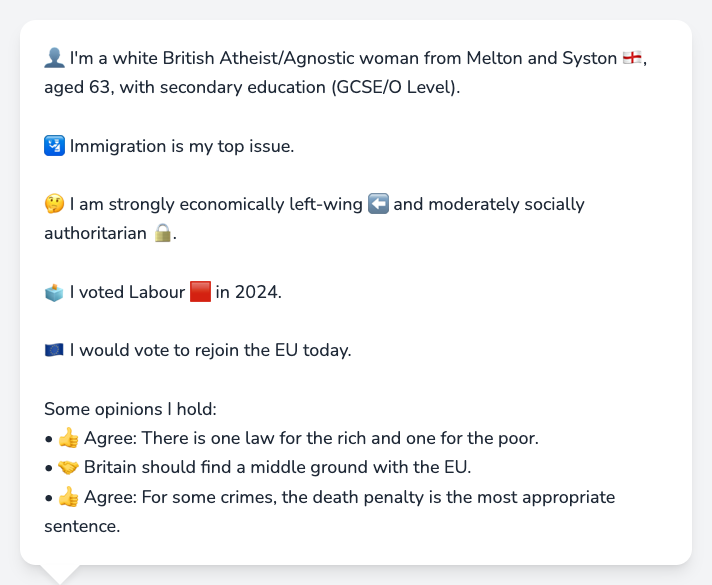 👤 I'm a white British Atheist/Agnostic woman from Melton and Syston 🏴󠁧󠁢󠁥󠁮󠁧󠁿,
aged 63, with secondary education (GCSE/O Level).
🛂 Immigration is my top issue.
🤔 I am strongly economically left-wing ⬅️ and moderately socially
authoritarian 🔒.
🗳️ I voted Labour 🟥 in 2024.
🇪🇺 I would vote to rejoin the EU today.
Some opinions I hold:
• 👍 Agree: There is one law for the rich and one for the poor.
• 🤝 Britain should find a middle ground with the EU.
• 👍 Agree: For some crimes, the death penalty is the most appropriate
sentence.